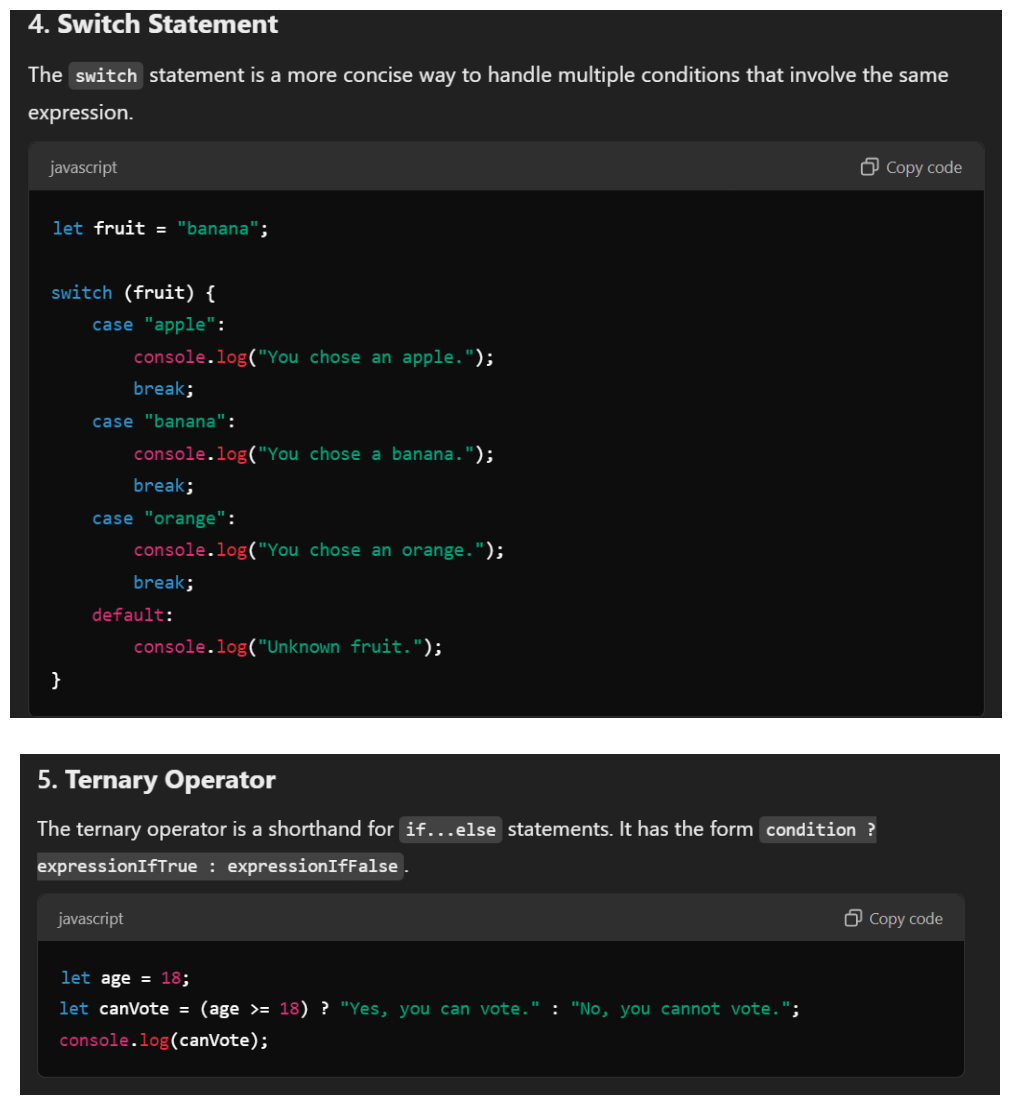 4. Switch Statement
The switch statement is a more concise way to handle multiple conditions that involve the same
expression.
javascript
Copy code
let fruit = "banana";
switch (fruit) {
    case "apple":
        console.log("You chose an apple.");
        break;
    case "banana":
        console.log("You chose a banana.");
        break;
    case "orange":
        console.log("You chose an orange.");
        break;
    default:
        console.log("Unknown fruit.");
}
5. Ternary Operator
The ternary operator is a shorthand for if...else statements. It has the form condition ?
expressionIfTrue : expressionIfFalse.
javascript
Copy code
let age = 18;
let canVote = (age >= 18) ? "Yes, you can vote." : "No, you cannot vote.";
console.log(canVote);